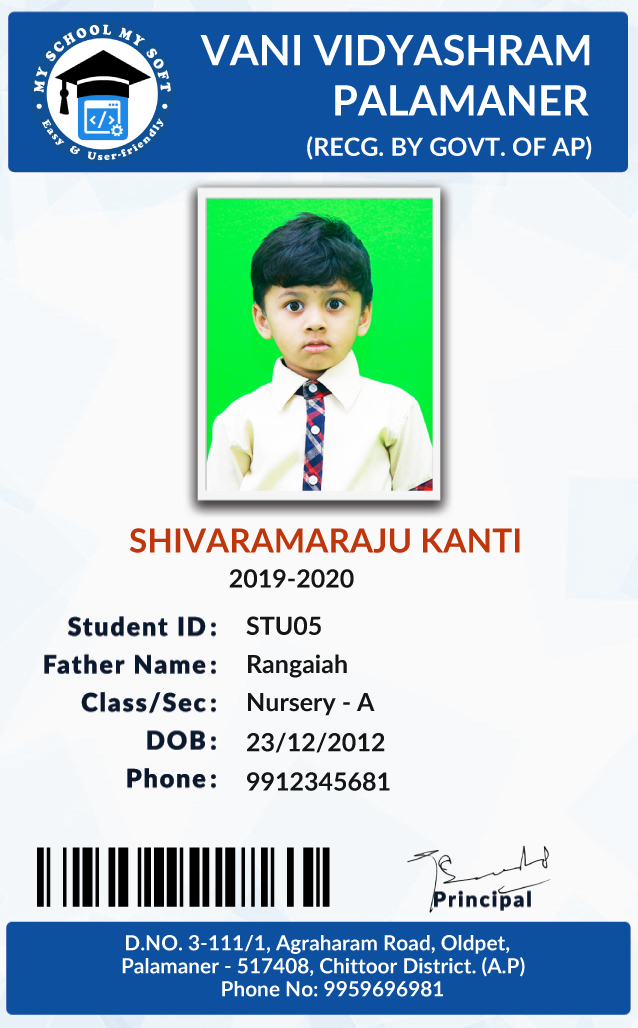 MY SCHOOL MY SOFT
Easy & User-friendly
VANI VIDYASHRAM
PALAMANER
(RECG. BY GOVT. OF AP)
SHIVARAMARAJU KANTI
2019-2020
Student ID: STU05
Father Name: Rangaiah
Class/Sec: Nursery - A
DOB: 23/12/2012
Phone: 9912345681
Principal
D.NO. 3-111/1, Agraharam Road, Oldpet,
Palamaner - 517408, Chittoor District. (A.P)
Phone No: 9959696981